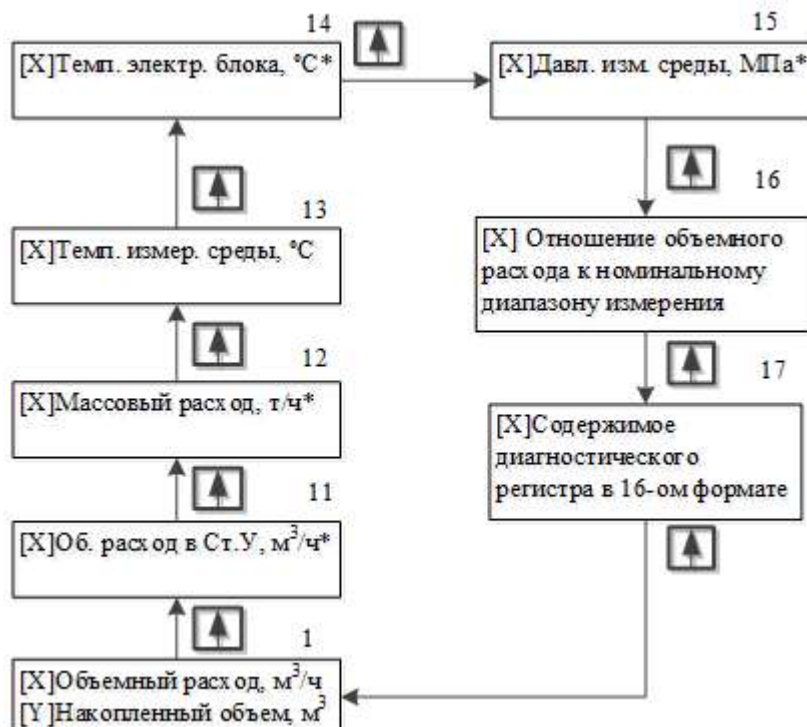 14
[X]Темп. электр. блока, °С*
15
[X]Давл. изм. среды, МПа*
13
[X]Темп. измер. среды, °С
16
[X] Отношение объемного
расхода к номинальному
диапазону измерения
12
[X]Массовый расход, т/ч*
17
[X]Содержимое
диагностического
регистра в 16-ом формате
11
[X]Об. расход в Ст.У, м³/ч*
1
[X]Объемный расход, м³/ч
[Y]Накопленный объем, м³